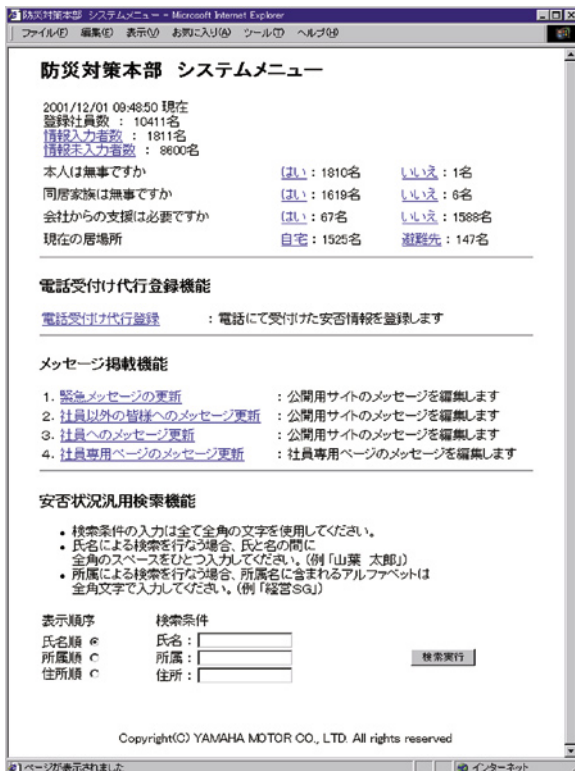 防災対策本部 システムメニュー - Microsoft Internet Explorer
ファイル(F) 編集(E) 表示(V) お気に入り(A) ツール(T) ヘルプ(H)
防災対策本部 システムメニュー
2001/12/01 09:48:50 現在
登録社員数 : 10411名
情報入力者数 : 1811名
情報未入力者数 : 8600名
本人は無事ですか はい : 1810名 いいえ : 1名
同居家族は無事ですか はい : 1619名 いいえ : 6名
会社からの支援は必要ですか はい : 67名 いいえ : 1588名
現在の居場所 自宅 : 1525名 避難先 : 147名
電話受付け代行登録機能
電話受付け代行登録 : 電話にて受付けた安否情報を登録します
メッセージ掲載機能
1. 緊急メッセージの更新 : 公開用サイトのメッセージを編集します
2. 社員以外の皆様へのメッセージ更新 : 公開用サイトのメッセージを編集します
3. 社員へのメッセージ更新 : 公開用サイトのメッセージを編集します
4. 社員専用ページのメッセージ更新 : 社員専用ページのメッセージを編集します
安否状況汎用検索機能
• 検索条件の入力は全て全角の文字を使用してください。
• 氏名による検索を行なう場合、氏と名の間に
全角のスペースをひとつ入力してください。(例「山葉 太郎」)
• 所属による検索を行なう場合、所属名に含まれるアルファベットは
全角文字で入力してください。(例「経営SG」)
表示順序 検索条件
氏名順 氏名 :
所属順 所属 : 検索実行
住所順 住所 :
Copyright(C) YAMAHA MOTOR CO., LTD. All rights reserved
ページが表示されました インターネット